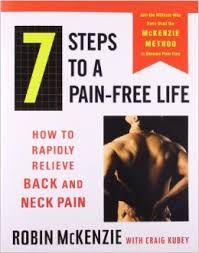 Join the Millions Who
Have Used the
McKENZIE
METHOD
to Become Pain Free
7
STEPS TO A
PAIN-FREE LIFE
HOW TO
RAPIDLY
RELIEVE
BACK AND
NECK PAIN
ROBIN McKENZIE WITH CRAIG KUBEY